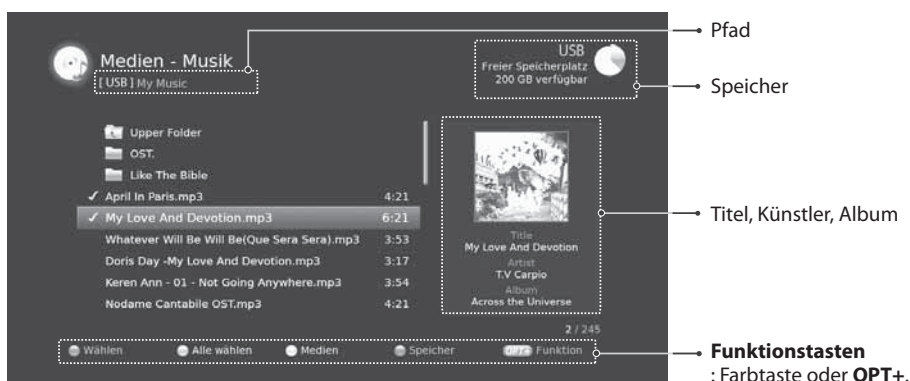 Pfad
USB
Medien - Musik
Freier Speicherplatz
[ USB ] My Music
200 GB verfügbar
Speicher
Upper Folder
OST.
Like The Bible
April In Paris.mp3 4:21
My Love And Devotion.mp3 6:21
Whatever Will Be Will Be(Que Sera Sera).mp3 3:53
Doris Day -My Love And Devotion.mp3 3:17
Keren Ann - 01 - Not Going Anywhere.mp3 3:54
Nodame Cantabile OST.mp3 4:21
Titel, Künstler, Album
Title
My Love And Devotion
Artist
T.V Carpio
Album
Across the Universe
2 / 245
Wählen Alle wählen Medien Speicher OPT+ Funktion
Funktionstasten
: Farbtaste oder OPT+.